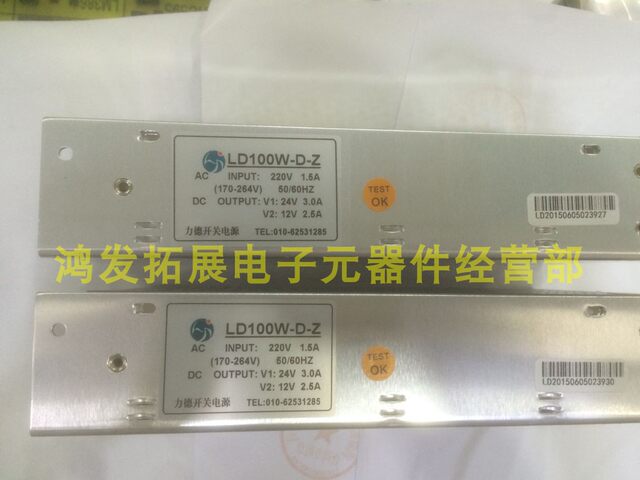 LM386
LD100W-D-Z
AC INPUT: 220V 1.5A
(170-264V) 50/60HZ
DC OUTPUT: V1: 24V 3.0A
V2: 12V 2.5A
力德开关电源 TEL:010-62531285
TEST
OK
LD20150605023927
鸿发拓展电子元器件经营部
LD100W-D-Z
AC INPUT: 220V 1.5A
(170-264V) 50/60HZ
DC OUTPUT: V1: 24V 3.0A
V2: 12V 2.5A
力德开关电源 TEL:010-62531285
TEST
OK
LD20150605023930